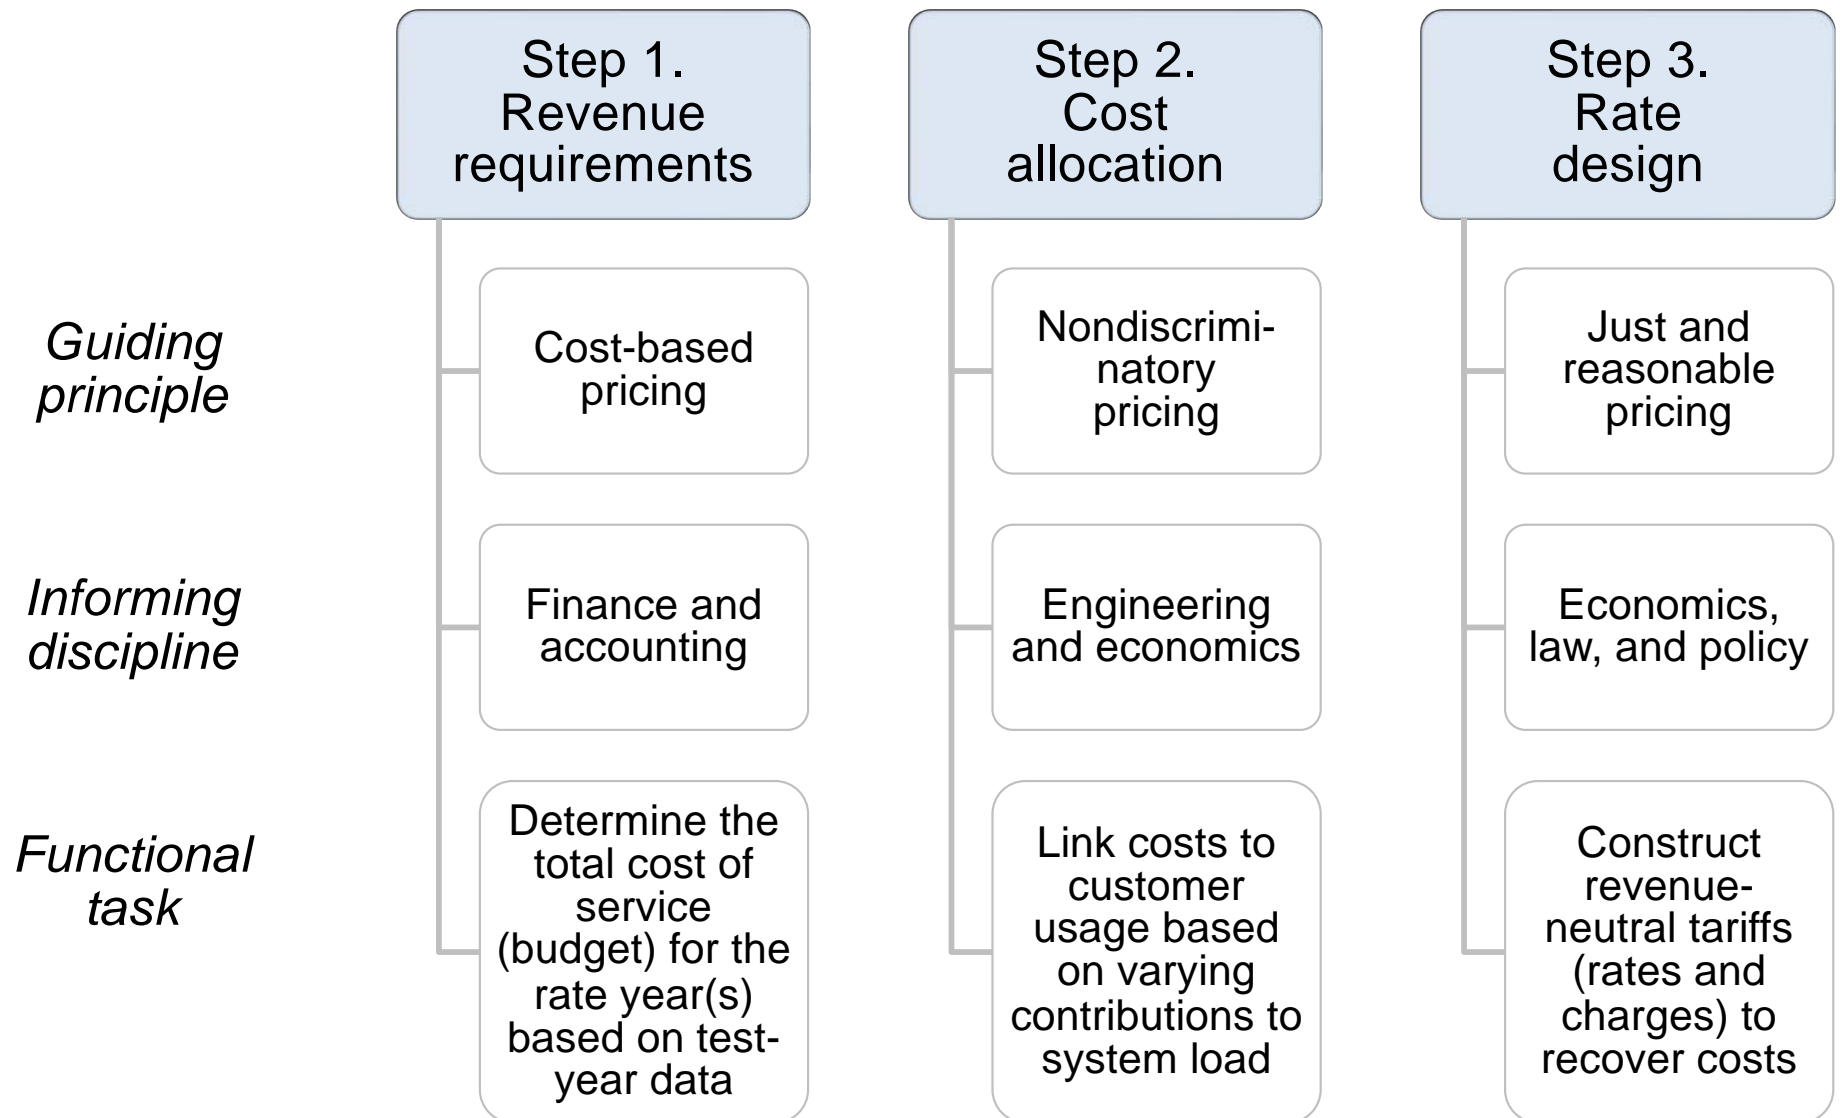 Step 1.
Revenue
requirements
Step 2.
Cost
allocation
Step 3.
Rate
design
Guiding
principle
Cost-based
pricing
Nondiscrimi-
natory
pricing
Just and
reasonable
pricing
Informing
discipline
Finance and
accounting
Engineering
and economics
Economics,
law, and policy
Functional
task
Determine the
total cost of
service
(budget) for the
rate year(s)
based on test-
year data
Link costs to
customer
usage based
on varying
contributions to
system load
Construct
revenue-
neutral tariffs
(rates and
charges) to
recover costs